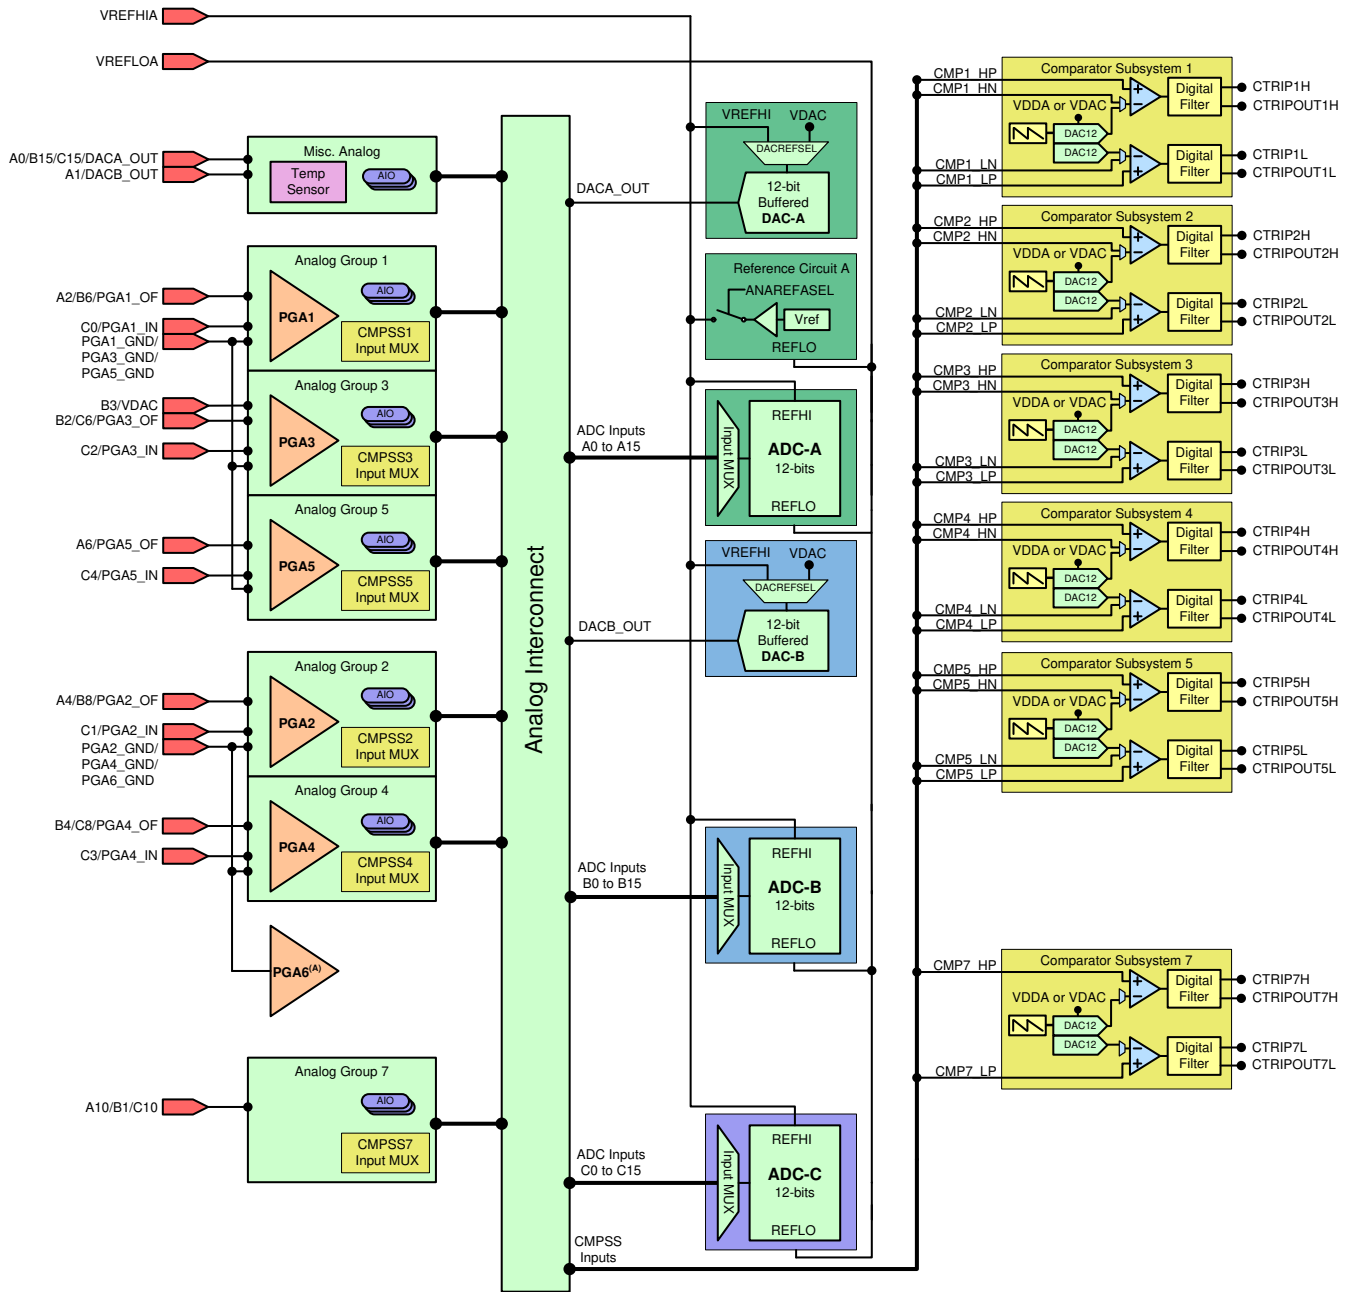 VREFHIA
VREFLOA
A0/B15/C15/DACA_OUT
A1/DACB_OUT
Misc. Analog
Temp
Sensor
AIO
A2/B6/PGA1_OF
C0/PGA1_IN
PGA1_GND/
PGA3_GND/
PGA5_GND
Analog Group 1
PGA1
AIO
CMPSS1
Input MUX
B3/VDAC
B2/C6/PGA3_OF
C2/PGA3_IN
Analog Group 3
PGA3
AIO
CMPSS3
Input MUX
A6/PGA5_OF
C4/PGA5_IN
Analog Group 5
PGA5
AIO
CMPSS5
Input MUX
A4/B8/PGA2_OF
C1/PGA2_IN
PGA2_GND/
PGA4_GND/
PGA6_GND
Analog Group 2
PGA2
AIO
CMPSS2
Input MUX
B4/C8/PGA4_OF
C3/PGA4_IN
Analog Group 4
PGA4
AIO
CMPSS4
Input MUX
PGA6(A)
A10/B1/C10
Analog Group 7
AIO
CMPSS7
Input MUX
Analog Interconnect
DACA_OUT
VREFHI VDAC
DACREFSEL
12-bit
Buffered
DAC-A
Reference Circuit A
ANAREFASEL
Vref
REFLO
ADC Inputs
A0 to A15
Input MUX
REFHI
ADC-A
12-bits
REFLO
DACB_OUT
VREFHI VDAC
DACREFSEL
12-bit
Buffered
DAC-B
ADC Inputs
B0 to B15
Input MUX
REFHI
ADC-B
12-bits
REFLO
ADC Inputs
C0 to C15
Input MUX
REFHI
ADC-C
12-bits
REFLO
CMPSS
Inputs
CMP1_HP
CMP1_HN
CMP1_LN
CMP1_LP
Comparator Subsystem 1
VDDA or VDAC
DAC12
DAC12
Digital
Filter
Digital
Filter
CTRIP1H
CTRIPOUT1H
CTRIP1L
CTRIPOUT1L
CMP2_HP
CMP2_HN
CMP2_LN
CMP2_LP
Comparator Subsystem 2
VDDA or VDAC
DAC12
DAC12
Digital
Filter
Digital
Filter
CTRIP2H
CTRIPOUT2H
CTRIP2L
CTRIPOUT2L
CMP3_HP
CMP3_HN
CMP3_LN
CMP3_LP
Comparator Subsystem 3
VDDA or VDAC
DAC12
DAC12
Digital
Filter
Digital
Filter
CTRIP3H
CTRIPOUT3H
CTRIP3L
CTRIPOUT3L
CMP4_HP
CMP4_HN
CMP4_LN
CMP4_LP
Comparator Subsystem 4
VDDA or VDAC
DAC12
DAC12
Digital
Filter
Digital
Filter
CTRIP4H
CTRIPOUT4H
CTRIP4L
CTRIPOUT4L
CMP5_HP
CMP5_HN
CMP5_LN
CMP5_LP
Comparator Subsystem 5
VDDA or VDAC
DAC12
DAC12
Digital
Filter
Digital
Filter
CTRIP5H
CTRIPOUT5H
CTRIP5L
CTRIPOUT5L
CMP7_HP
CMP7_LP
Comparator Subsystem 7
VDDA or VDAC
DAC12
DAC12
Digital
Filter
Digital
Filter
CTRIP7H
CTRIPOUT7H
CTRIP7L
CTRIPOUT7L